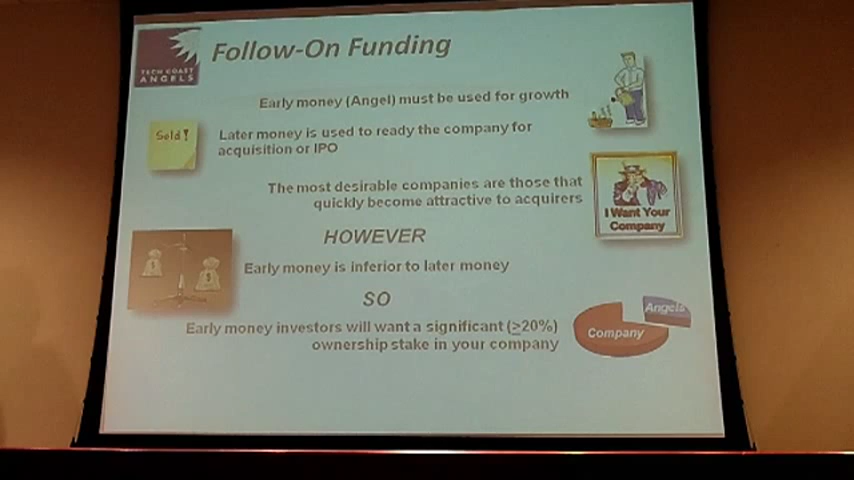 TECH COAST
ANGELS
Follow-On Funding
Early money (Angel) must be used for growth
Sold!
Later money is used to ready the company for
acquisition or IPO
The most desirable companies are those that
quickly become attractive to acquirers
I Want Your
Company
HOWEVER
$
$
Early money is inferior to later money
SO
Early money investors will want a significant (≥20%)
ownership stake in your company
Angels
Company